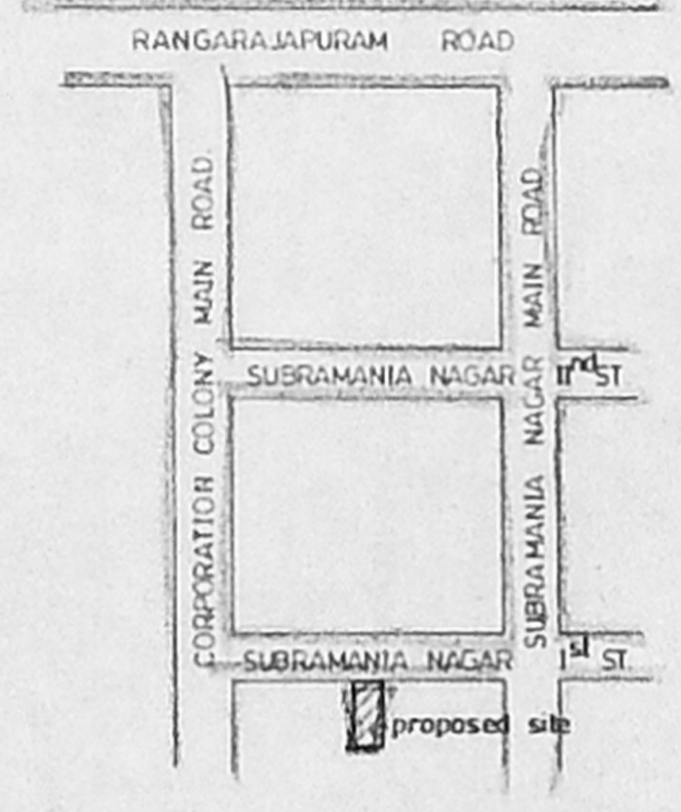 RANGARAJAPURAM ROAD
CORPORATION COLONY MAIN ROAD.
SUBRAMANIA NAGAR MAIN ROAD
SUBRAMANIA NAGAR IInd ST
SUBRAMANIA NAGAR Ist ST.
proposed site